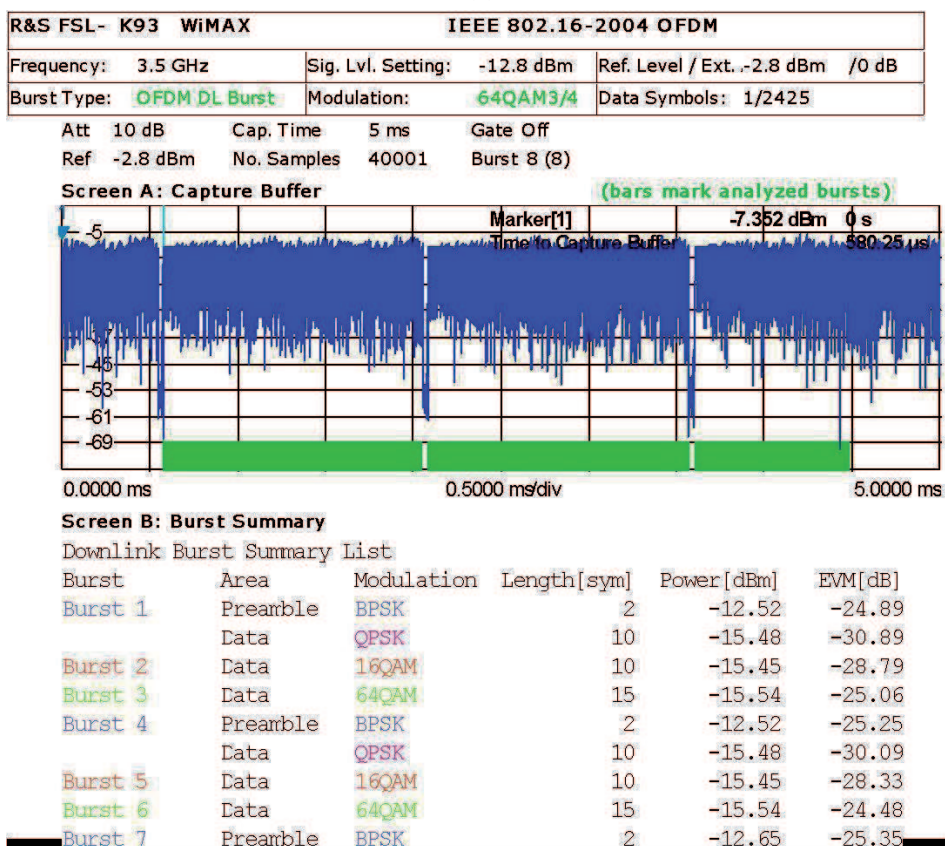 R&S FSL- K93 WiMAX IEEE 802.16-2004 OFDM
Frequency: 3.5 GHz Sig. Lvl. Setting: -12.8 dBm Ref. Level / Ext. .-2.8 dBm /0 dB
Burst Type: OFDM DL Burst Modulation: 64QAM3/4 Data Symbols: 1/2425
Att 10 dB Cap. Time 5 ms Gate Off
Ref -2.8 dBm No. Samples 40001 Burst 8 (8)
Screen A: Capture Buffer (bars mark analyzed bursts)
Marker[1] -7.352 dBm 0 s
-5
Time to Capture Buffer 580.25 µs
-45
-53
-61
-69
0.0000 ms 0.5000 ms/div 5.0000 ms
Screen B: Burst Summary
Downlink Burst Summary List
Burst Area Modulation Length[sym] Power[dBm] EVM[dB]
Burst 1 Preamble BPSK 2 -12.52 -24.89
Data QPSK 10 -15.48 -30.89
Burst 2 Data 16QAM 10 -15.45 -28.79
Burst 3 Data 64QAM 15 -15.54 -25.06
Burst 4 Preamble BPSK 2 -12.52 -25.25
Data QPSK 10 -15.48 -30.09
Burst 5 Data 16QAM 10 -15.45 -28.33
Burst 6 Data 64QAM 15 -15.54 -24.48
Burst 7 Preamble BPSK 2 -12.65 -25.35